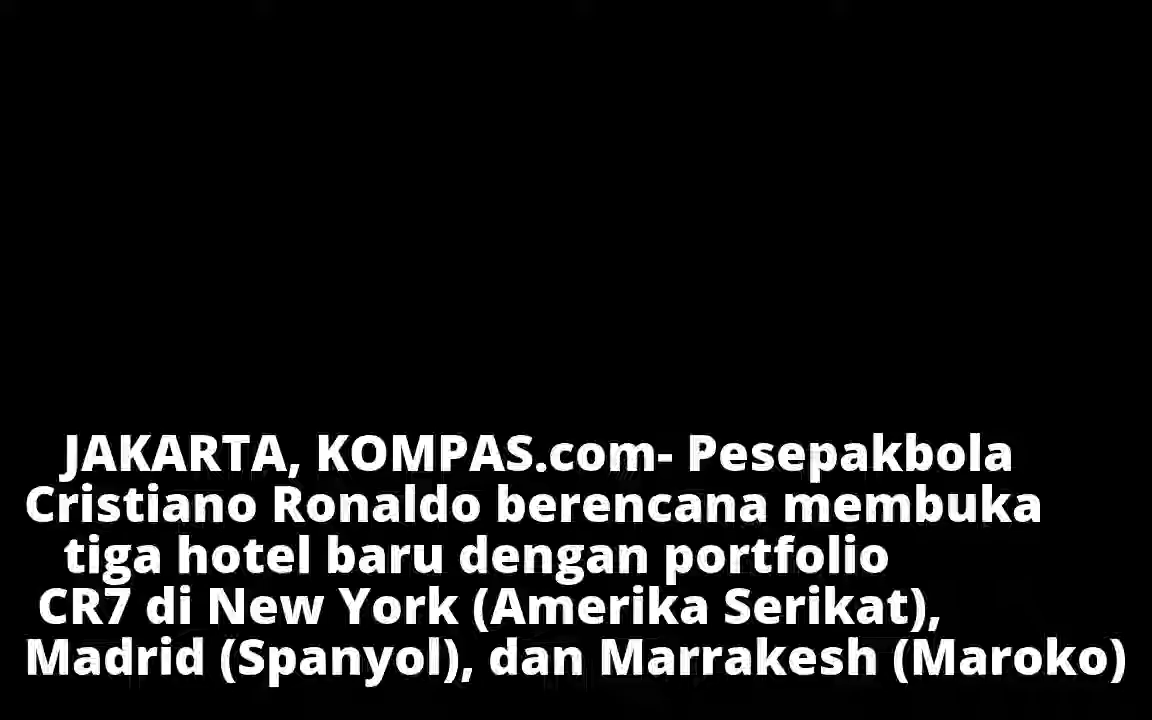 JAKARTA, KOMPAS.com- Pesepakbola
Cristiano Ronaldo berencana membuka
tiga hotel baru dengan portfolio
CR7 di New York (Amerika Serikat),
Madrid (Spanyol), dan Marrakesh (Maroko)